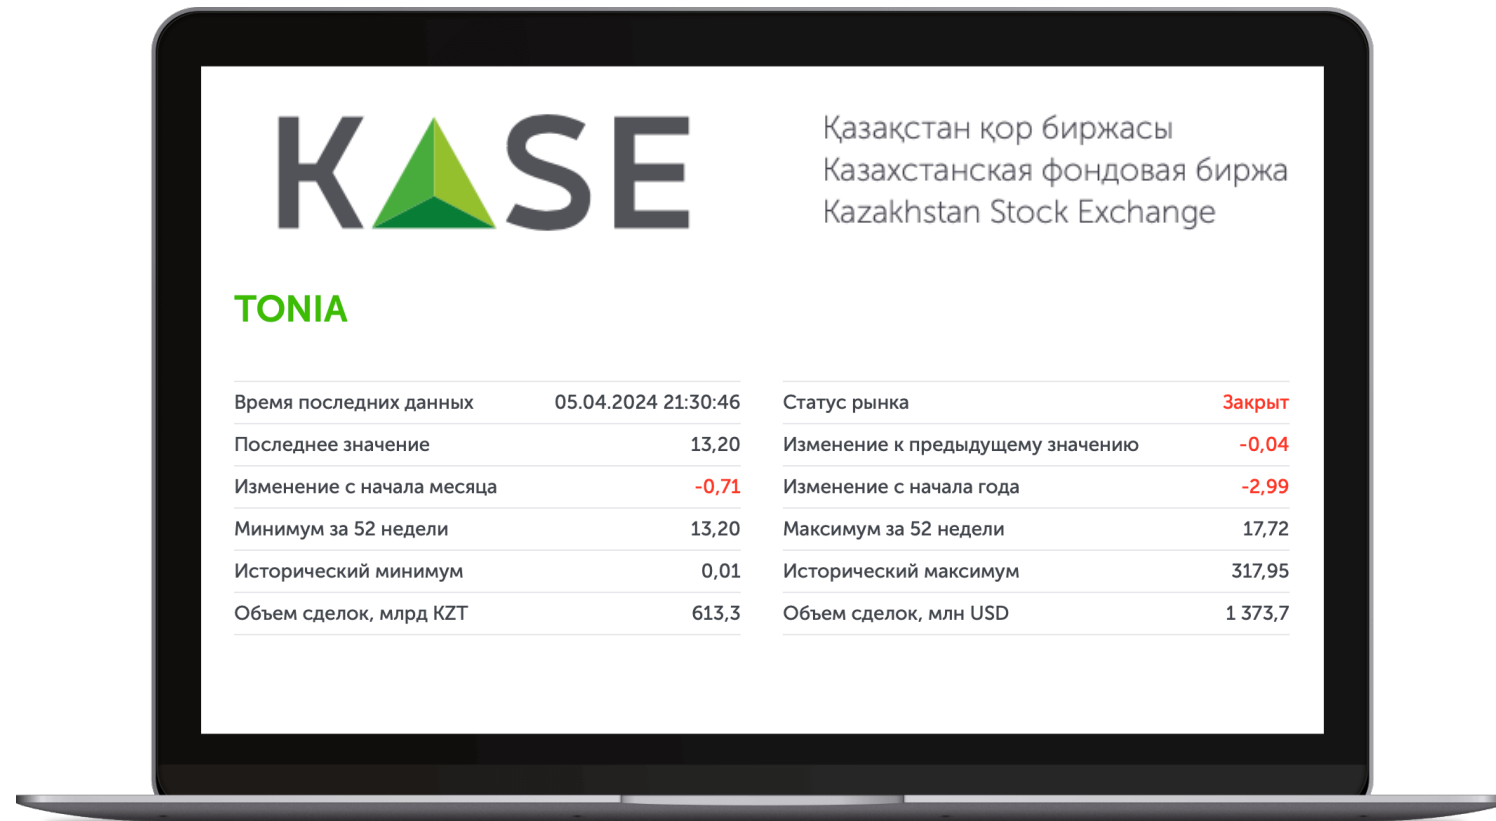 KASE
Қазақстан қор биржасы
Казахстанская фондовая биржа
Kazakhstan Stock Exchange
TONIA
Время последних данных 05.04.2024 21:30:46 Статус рынка Закрыт
Последнее значение 13,20 Изменение к предыдущему значению -0,04
Изменение с начала месяца -0,71 Изменение с начала года -2,99
Минимум за 52 недели 13,20 Максимум за 52 недели 17,72
Исторический минимум 0,01 Исторический максимум 317,95
Объем сделок, млрд KZT 613,3 Объем сделок, млн USD 1 373,7